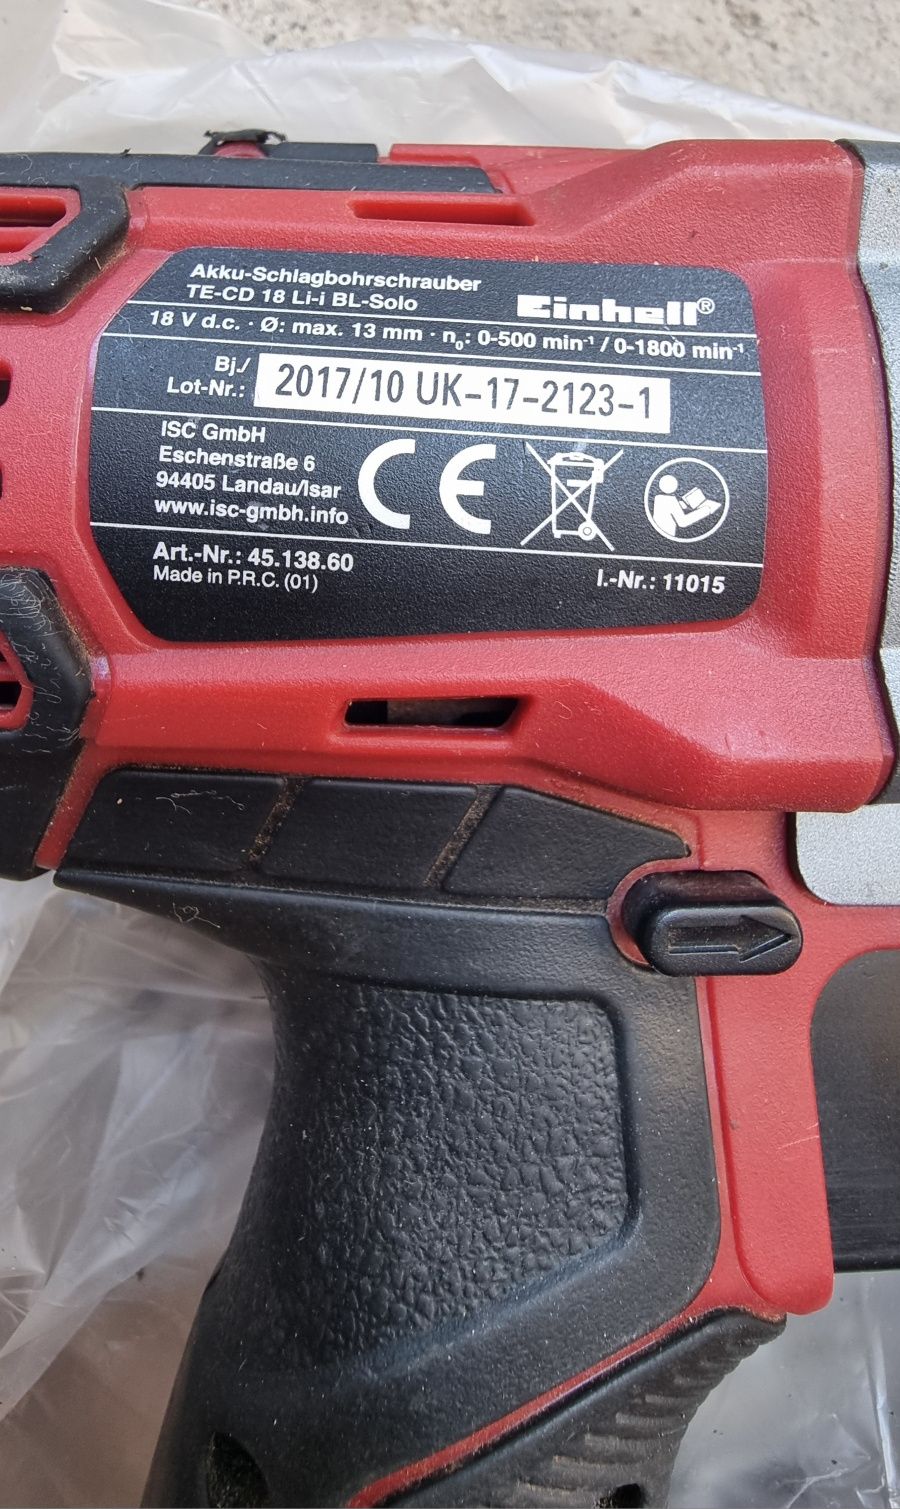 Akku-Schlagbohrschrauber
TE-CD 18 Li-i BL-Solo
Einhell®
18 V d.c. · Ø: max. 13 mm · n₀: 0-500 min⁻¹ / 0-1800 min⁻¹
Bj./
Lot-Nr.: 2017/10 UK-17-2123-1
ISC GmbH
Eschenstraße 6
94405 Landau/Isar
www.isc-gmbh.info
CE
Art.-Nr.: 45.138.60
Made in P.R.C. (01)
I.-Nr.: 11015